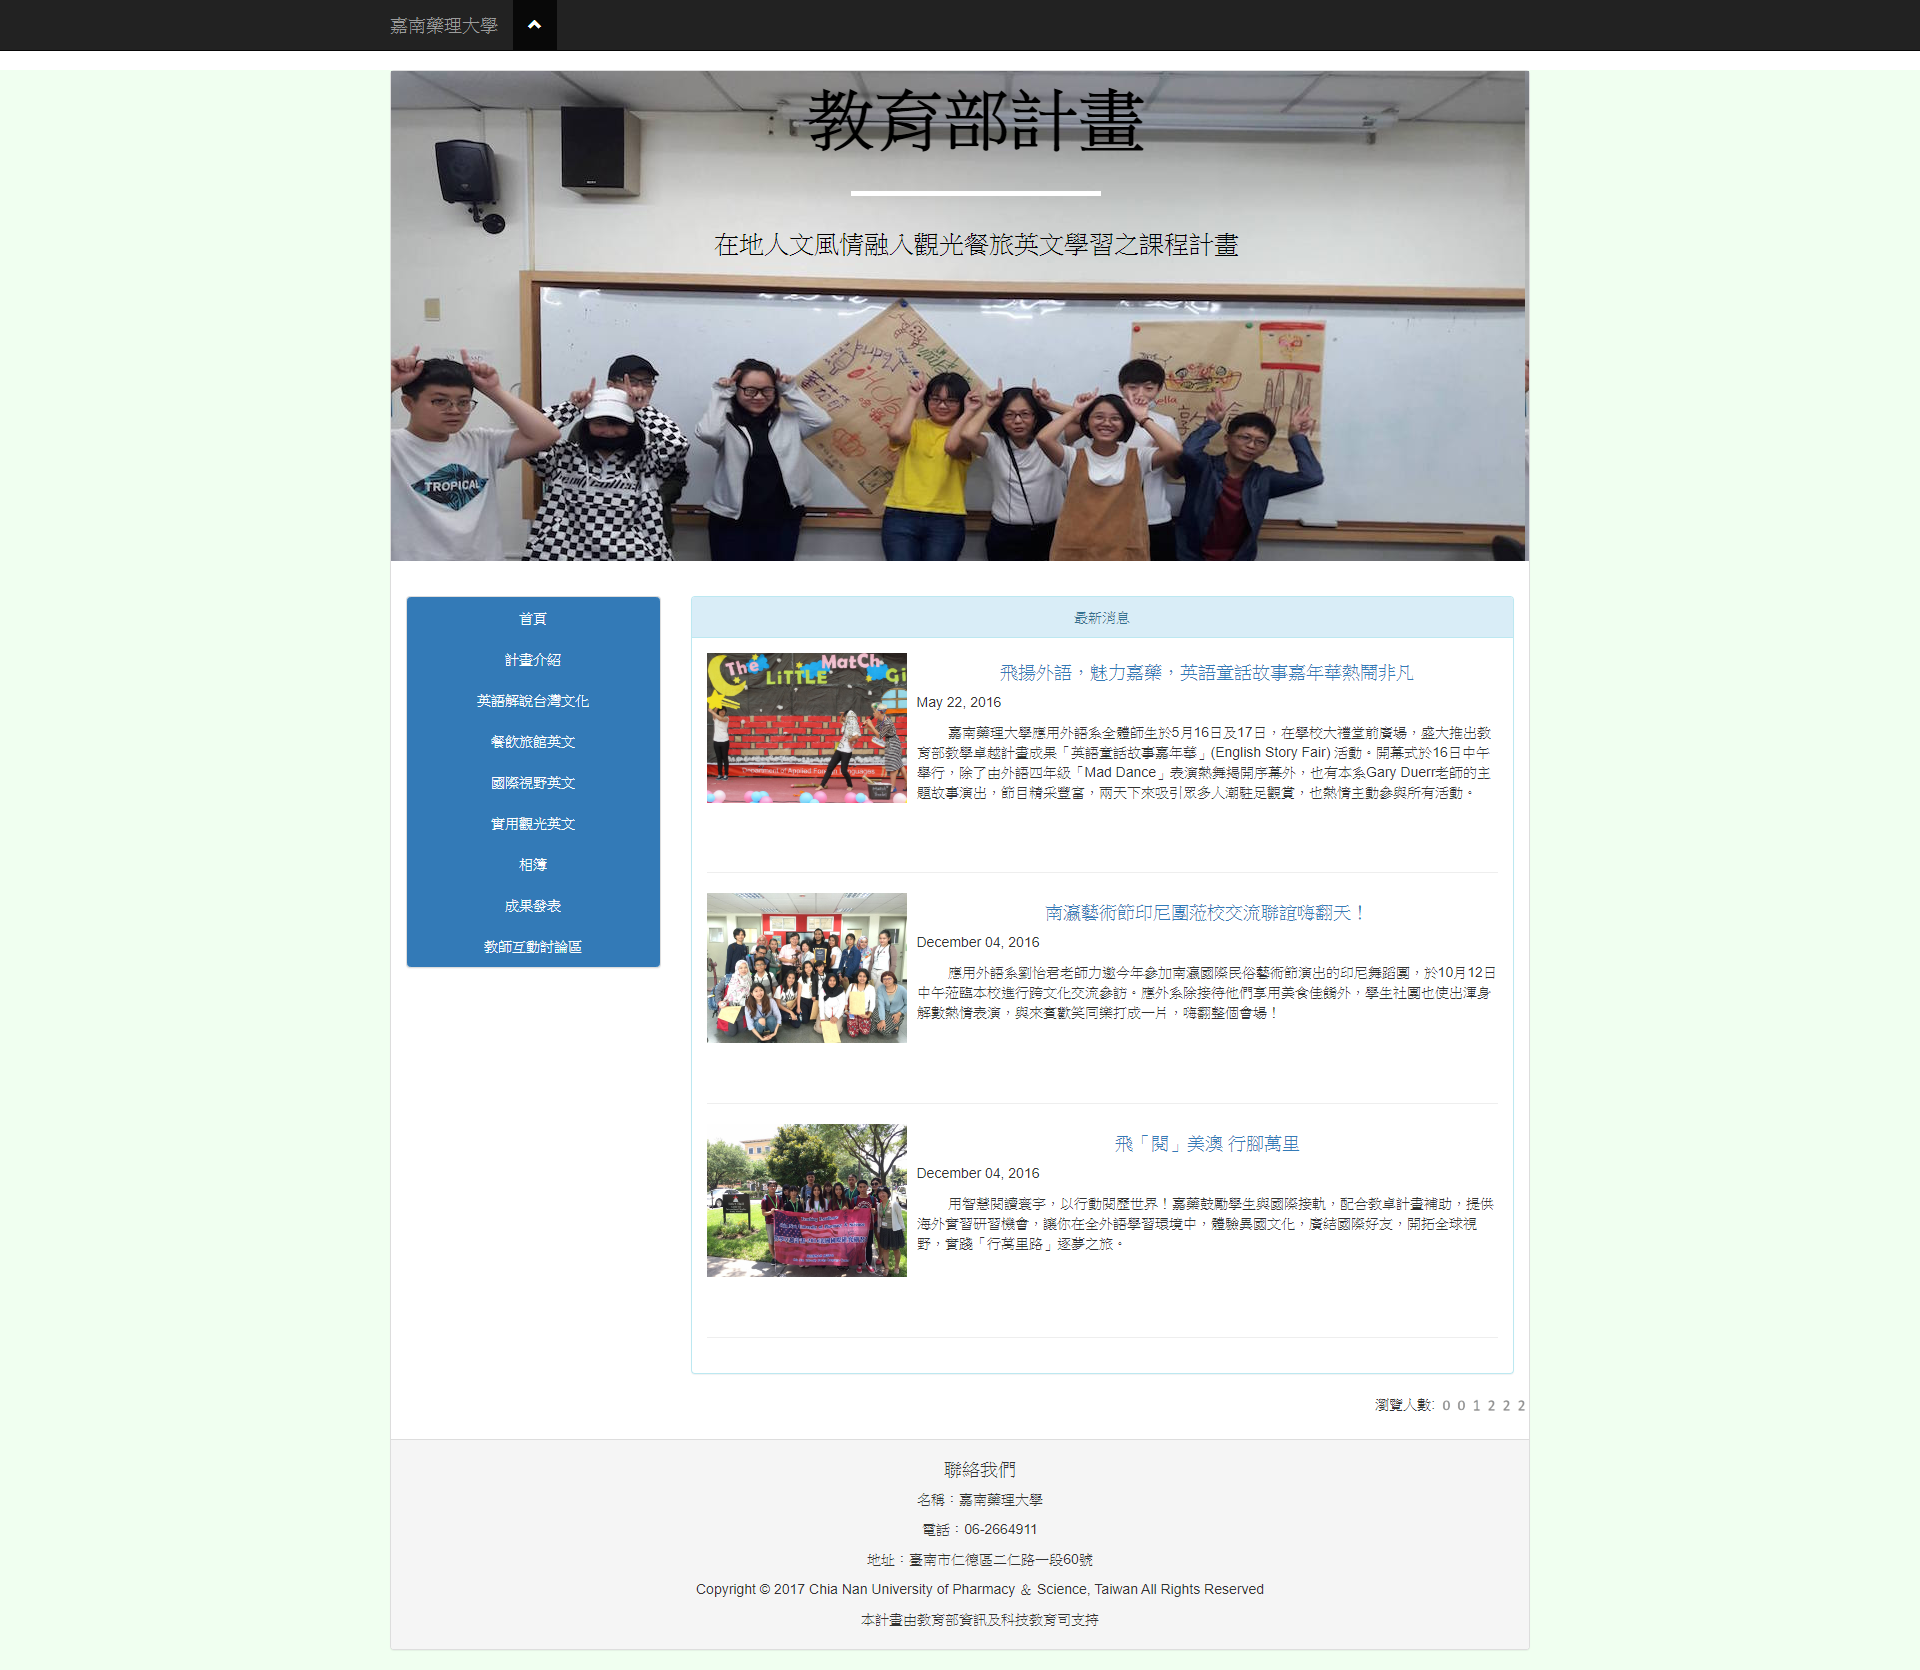 嘉南藥理大學
教育部計畫
在地人文風情融入觀光餐旅英文學習之課程計畫
TROPICAL
首頁
計畫介紹
英語解說台灣文化
餐飲旅館英文
國際視野英文
實用觀光英文
相簿
成果發表
教師互動討論區
最新消息
The LiTTLE MatCh Gi
Department of Applied Foreign Languages
飛揚外語，魅力嘉藥，英語童話故事嘉年華熱鬧非凡
May 22, 2016
嘉南藥理大學應用外語系全體師生於5月16日及17日，在學校大禮堂前廣場，盛大推出教
育部教學卓越計畫成果「英語童話故事嘉年華」(English Story Fair) 活動。開幕式於16日中午
舉行，除了由外語四年級「Mad Dance」表演熱舞揭開序幕外，也有本系Gary Duerr老師的主
題故事演出，節目精采豐富，兩天下來吸引眾多人潮駐足觀賞，也熱情主動參與所有活動。
南瀛藝術節印尼團蒞校交流聯誼嗨翻天！
December 04, 2016
應用外語系劉怡君老師力邀今年參加南瀛國際民俗藝術節演出的印尼舞蹈團，於10月12日
中午蒞臨本校進行跨文化交流參訪。應外系除接待他們享用美食佳餚外，學生社團也使出渾身
解數熱情表演，與來賓歡笑同樂打成一片，嗨翻整個會場！
飛「閱」美澳 行腳萬里
December 04, 2016
用智慧閱讀寰宇，以行動閱歷世界！嘉藥鼓勵學生與國際接軌，配合教卓計畫補助，提供
海外實習研習機會，讓你在全外語學習環境中，體驗異國文化，廣結國際好友，開拓全球視
野，實踐「行萬里路」逐夢之旅。
瀏覽人數: 0 0 1 2 2 2
聯絡我們
名稱：嘉南藥理大學
電話：06-2664911
地址：臺南市仁德區二仁路一段60號
Copyright © 2017 Chia Nan University of Pharmacy ＆ Science, Taiwan All Rights Reserved
本計畫由教育部資訊及科技教育司支持